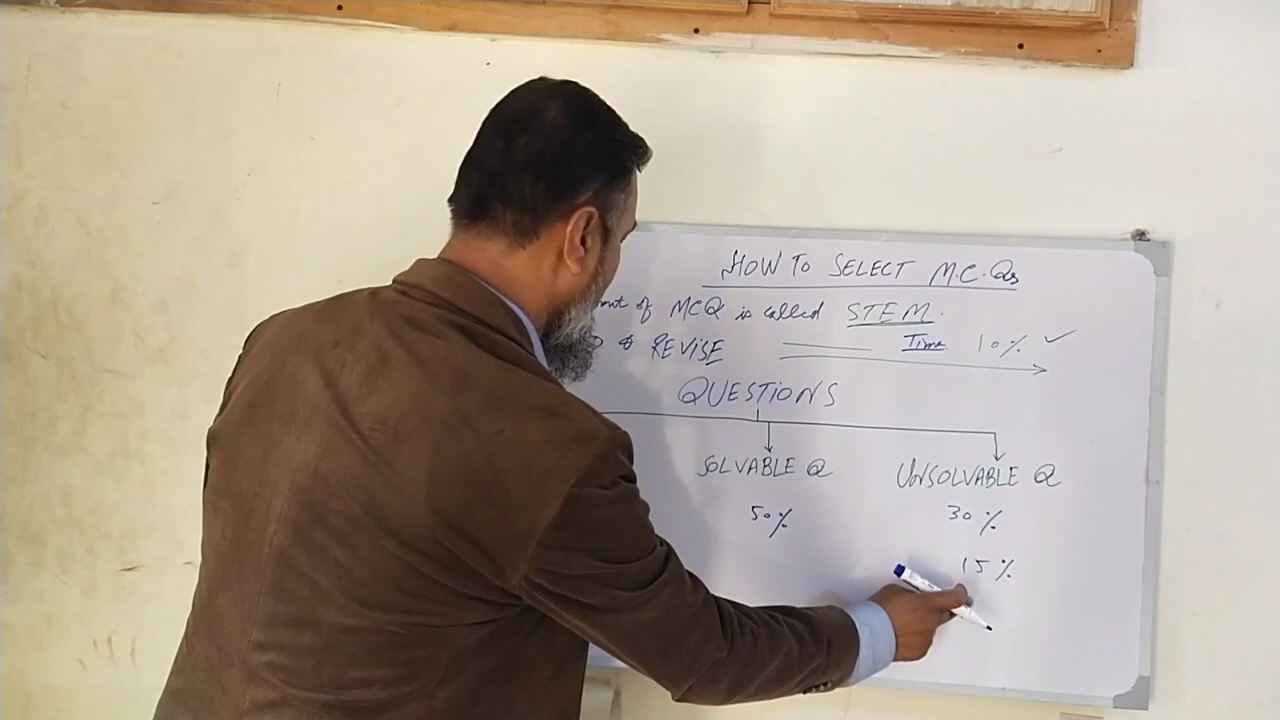 HOW TO SELECT M.C.Qs
of MCQ is called STEM.
& REVISE Time 10% ✓
QUESTIONS
SOLVABLE Q UNSOLVABLE Q
50% 30%
15%